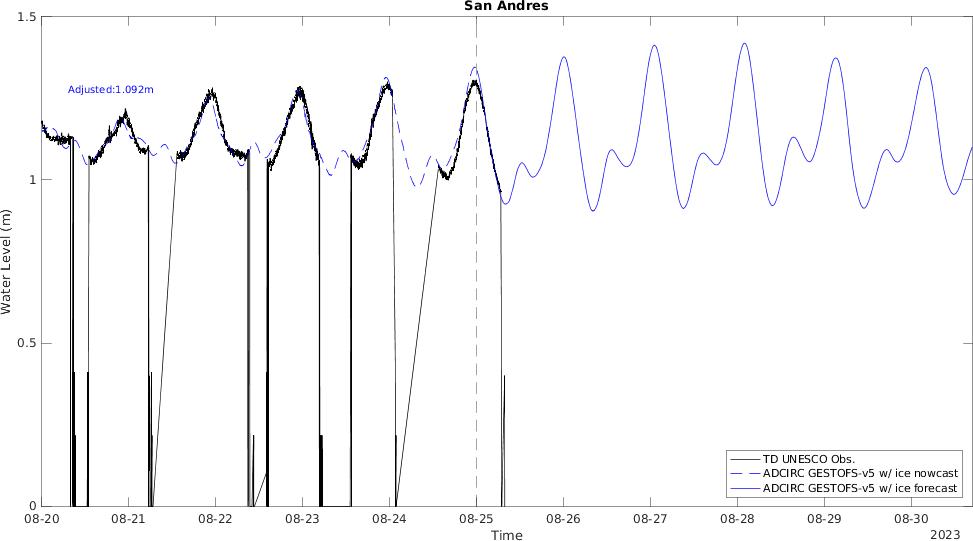 San Andres
Water Level (m)
1.5
1
0.5
0
Adjusted:1.092m
TD UNESCO Obs.
ADCIRC GESTOFS-v5 w/ ice nowcast
ADCIRC GESTOFS-v5 w/ ice forecast
08-20 08-21 08-22 08-23 08-24 08-25 08-26 08-27 08-28 08-29 08-30
Time
2023